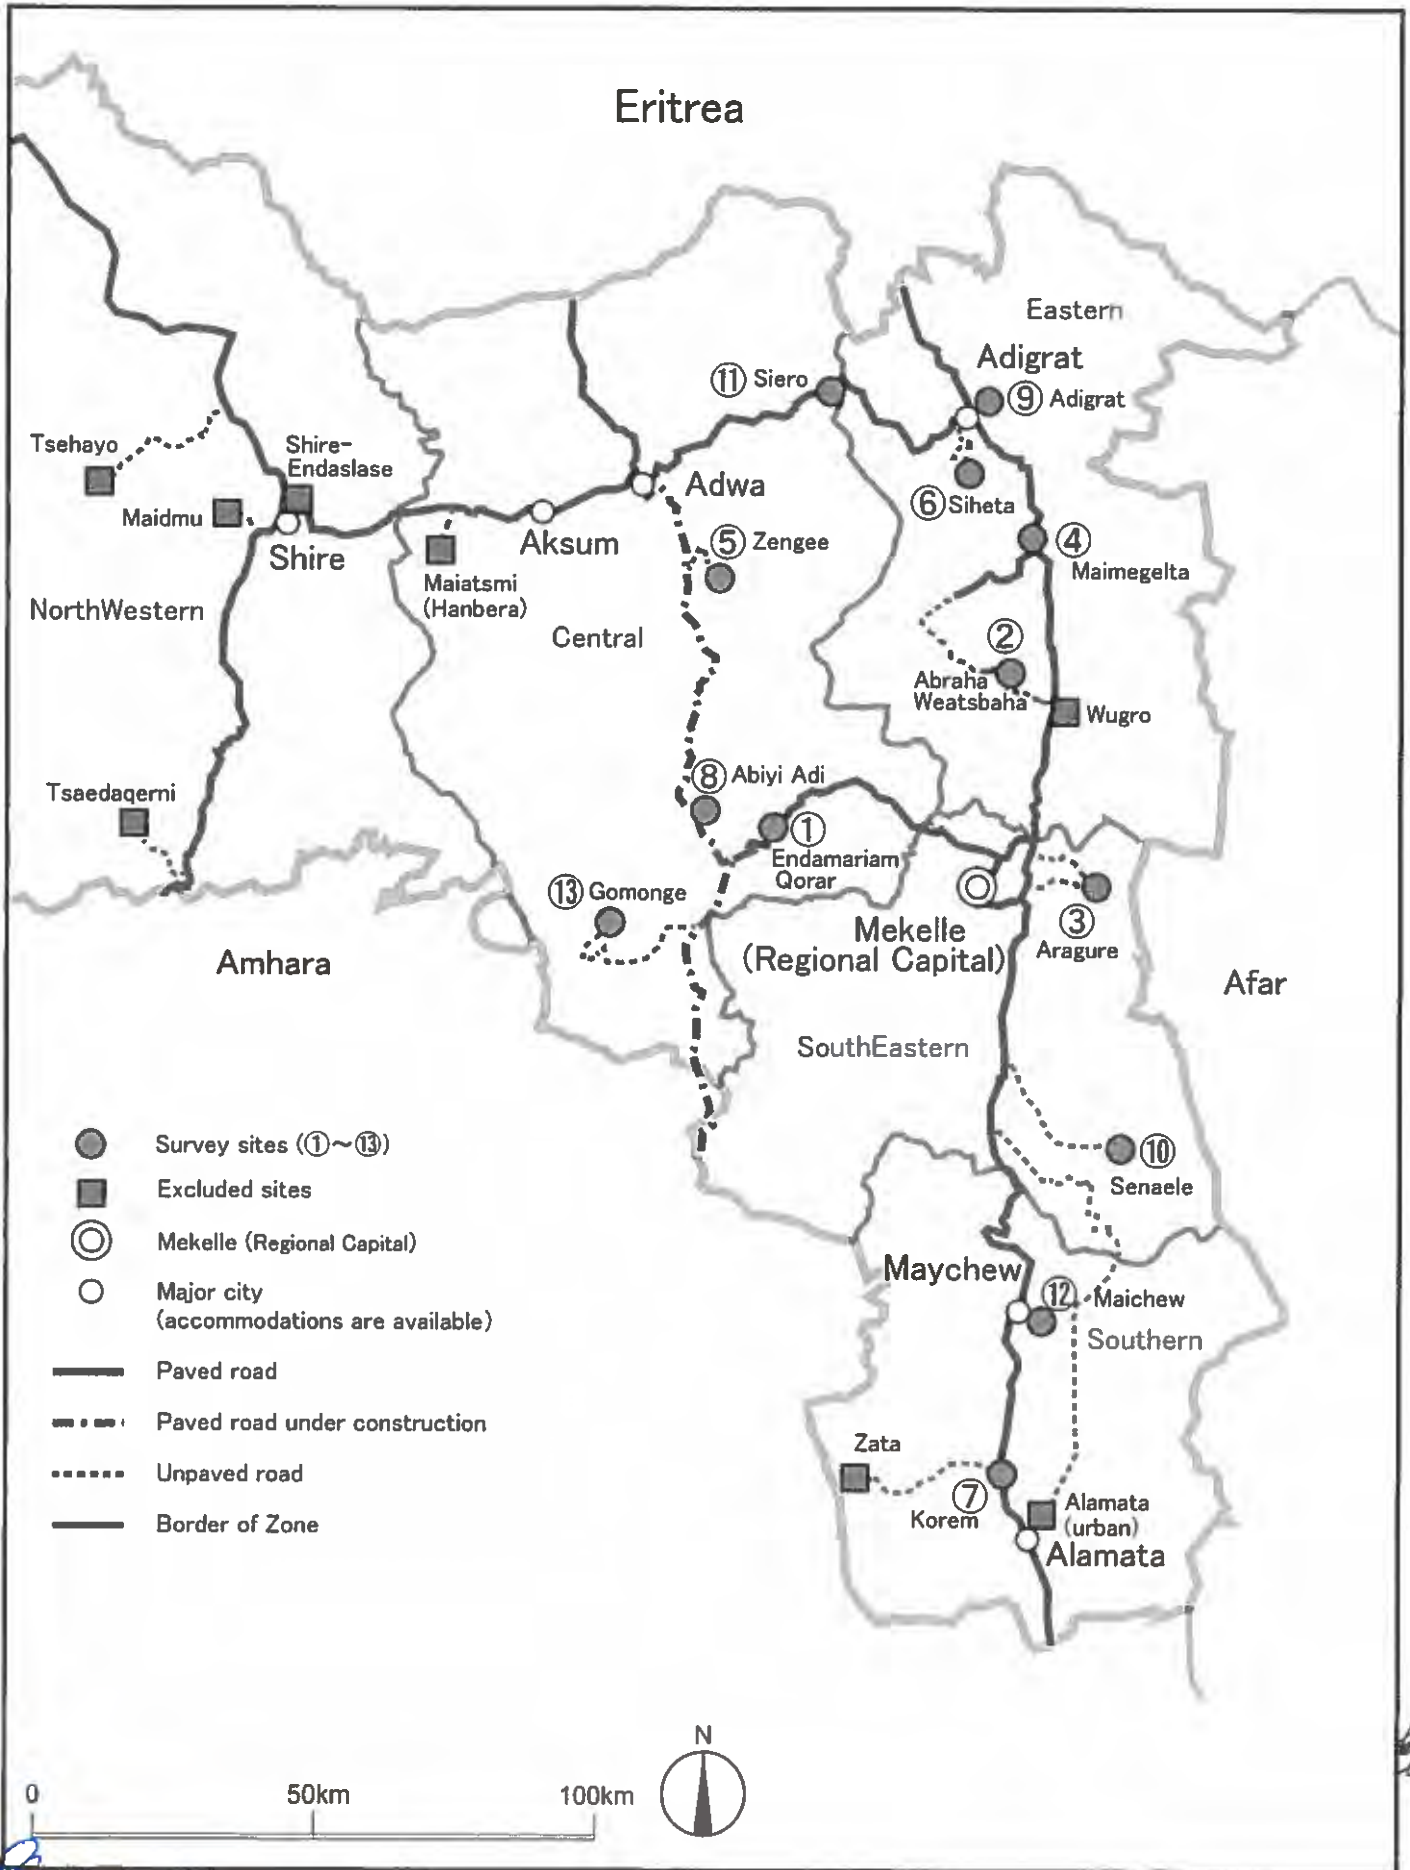 Eritrea
Eastern
Adigrat
⑪ Siero
⑨ Adigrat
Tsehayo
Shire-
Endaslase
Adwa
⑥ Siheta
Maidmu
Aksum
⑤ Zengee
④
Shire
Maimegelta
Maiatsmi
(Hanbera)
NorthWestern
Central
②
Abraha
Weatsbaha
Wugro
⑧ Abiyi Adi
Tsaedaqerni
①
Endamariam
Qorar
⑬ Gomonge
③
Mekelle
(Regional Capital)
Aragure
Amhara
Afar
SouthEastern
Survey sites (①~⑬)
⑩
Senaele
Excluded sites
Mekelle (Regional Capital)
Maychew
Major city
(accommodations are available)
⑫ Maichew
Southern
Paved road
Paved road under construction
Zata
Unpaved road
⑦
Korem
Alamata
(urban)
Border of Zone
Alamata
N
0 50km 100km